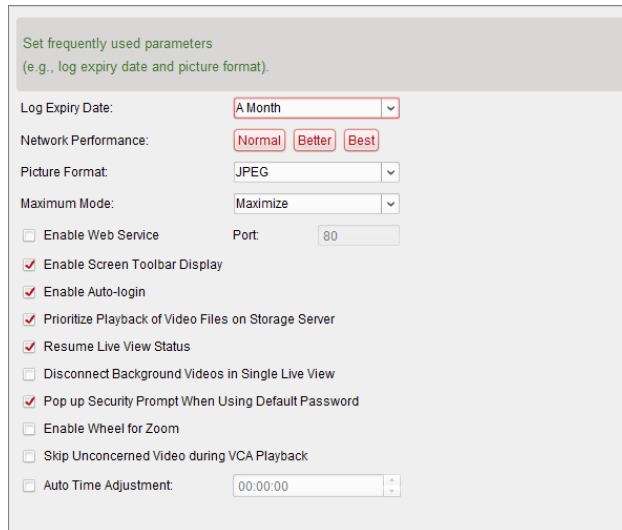 Set frequently used parameters
(e.g., log expiry date and picture format).
Log Expiry Date: A Month
Network Performance: Normal Better Best
Picture Format: JPEG
Maximum Mode: Maximize
Enable Web Service Port: 80
Enable Screen Toolbar Display
Enable Auto-login
Prioritize Playback of Video Files on Storage Server
Resume Live View Status
Disconnect Background Videos in Single Live View
Pop up Security Prompt When Using Default Password
Enable Wheel for Zoom
Skip Unconcerned Video during VCA Playback
Auto Time Adjustment: 00:00:00